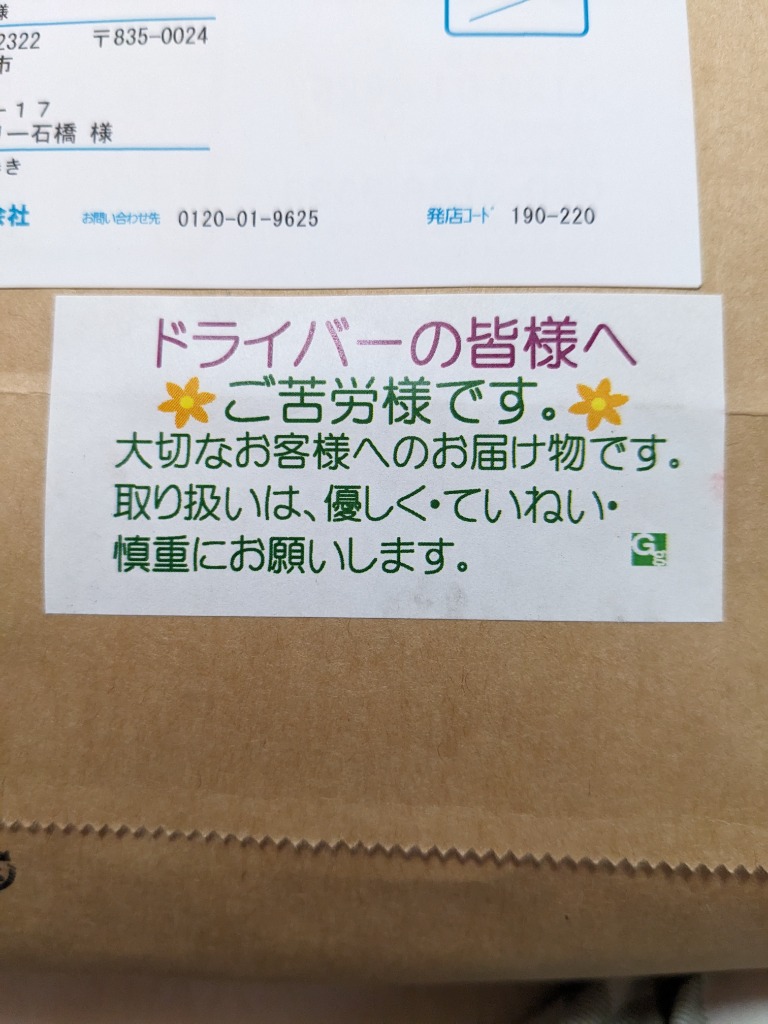 様
2322 〒835-0024
市
-17
ー石橋 様
き
会社 お問い合わせ先 0120-01-9625 発店コード 190-220
ドライバーの皆様へ
ご苦労様です。
大切なお客様へのお届け物です。
取り扱いは、優しく・ていねい・
慎重にお願いします。
Gg